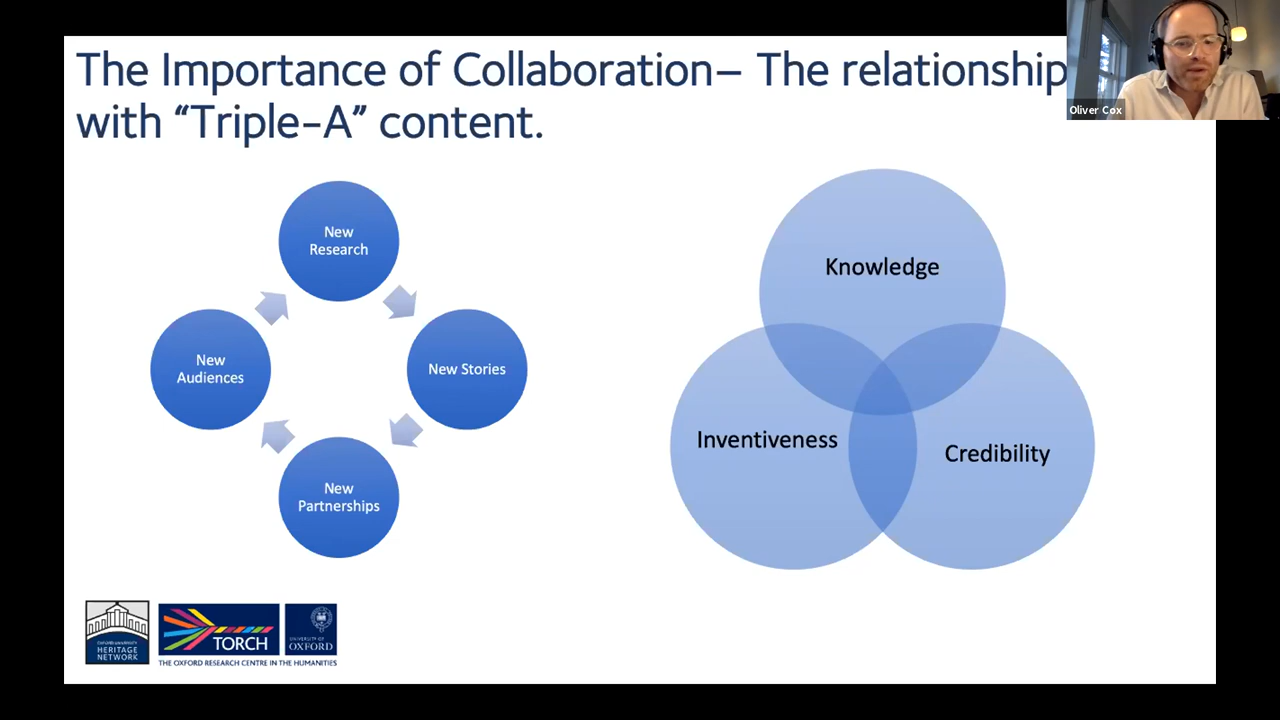 The Importance of Collaboration– The relationship
with “Triple-A” content.
Oliver Cox
New
Research
New Stories
New
Partnerships
New
Audiences
Knowledge
Inventiveness
Credibility
OXFORD UNIVERSITY
HERITAGE
NETWORK
TORCH
UNIVERSITY OF
OXFORD
THE OXFORD RESEARCH CENTRE IN THE HUMANITIES